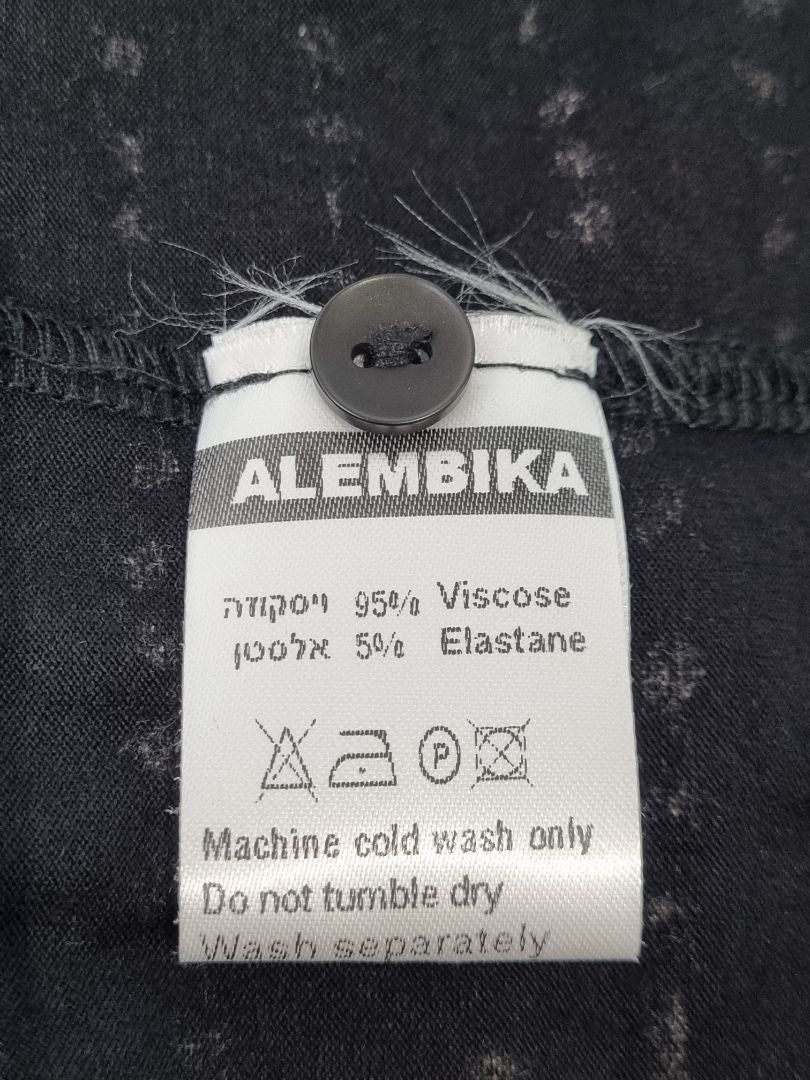 ALEMBIKA
ויסקוזה 95% Viscose
אלסטן 5% Elastane
P
Machine cold wash only
Do not tumble dry
Wash separately